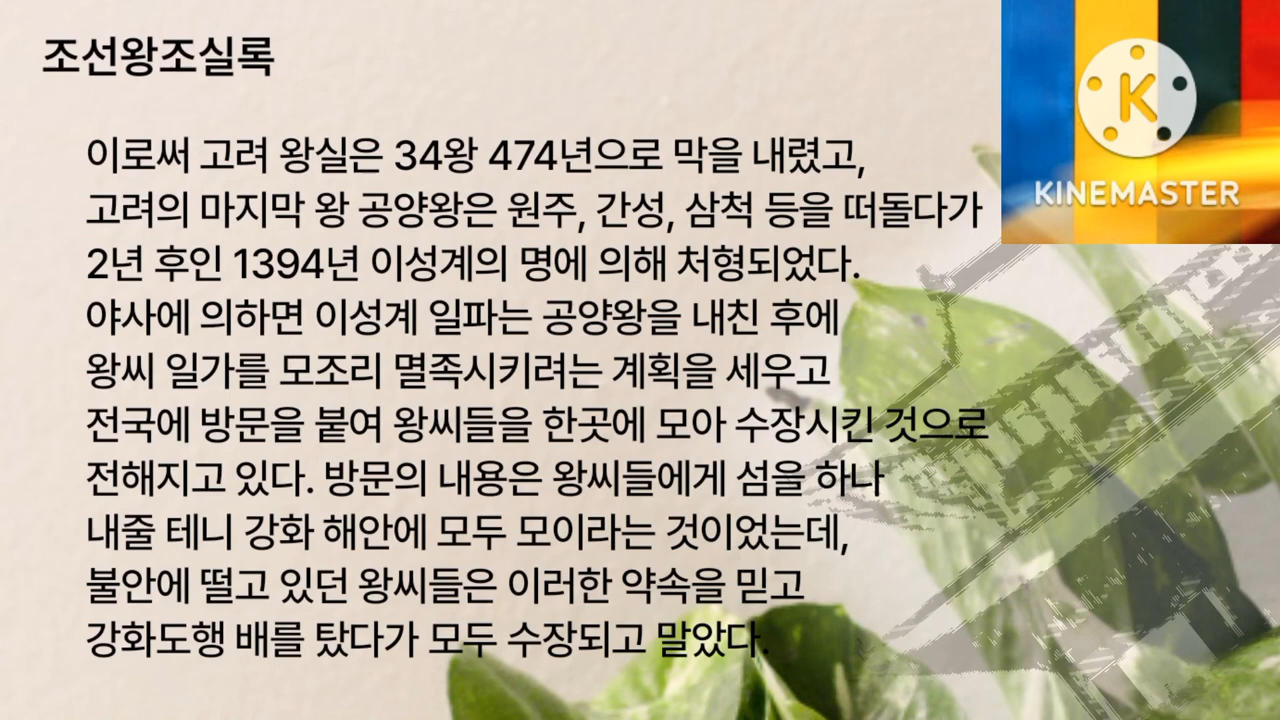 조선왕조실록
KINEMASTER
이로써 고려 왕실은 34왕 474년으로 막을 내렸고,
고려의 마지막 왕 공양왕은 원주, 간성, 삼척 등을 떠돌다가
2년 후인 1394년 이성계의 명에 의해 처형되었다.
야사에 의하면 이성계 일파는 공양왕을 내친 후에
왕씨 일가를 모조리 멸족시키려는 계획을 세우고
전국에 방문을 붙여 왕씨들을 한곳에 모아 수장시킨 것으로
전해지고 있다. 방문의 내용은 왕씨들에게 섬을 하나
내줄 테니 강화 해안에 모두 모이라는 것이었는데,
불안에 떨고 있던 왕씨들은 이러한 약속을 믿고
강화도행 배를 탔다가 모두 수장되고 말았다.